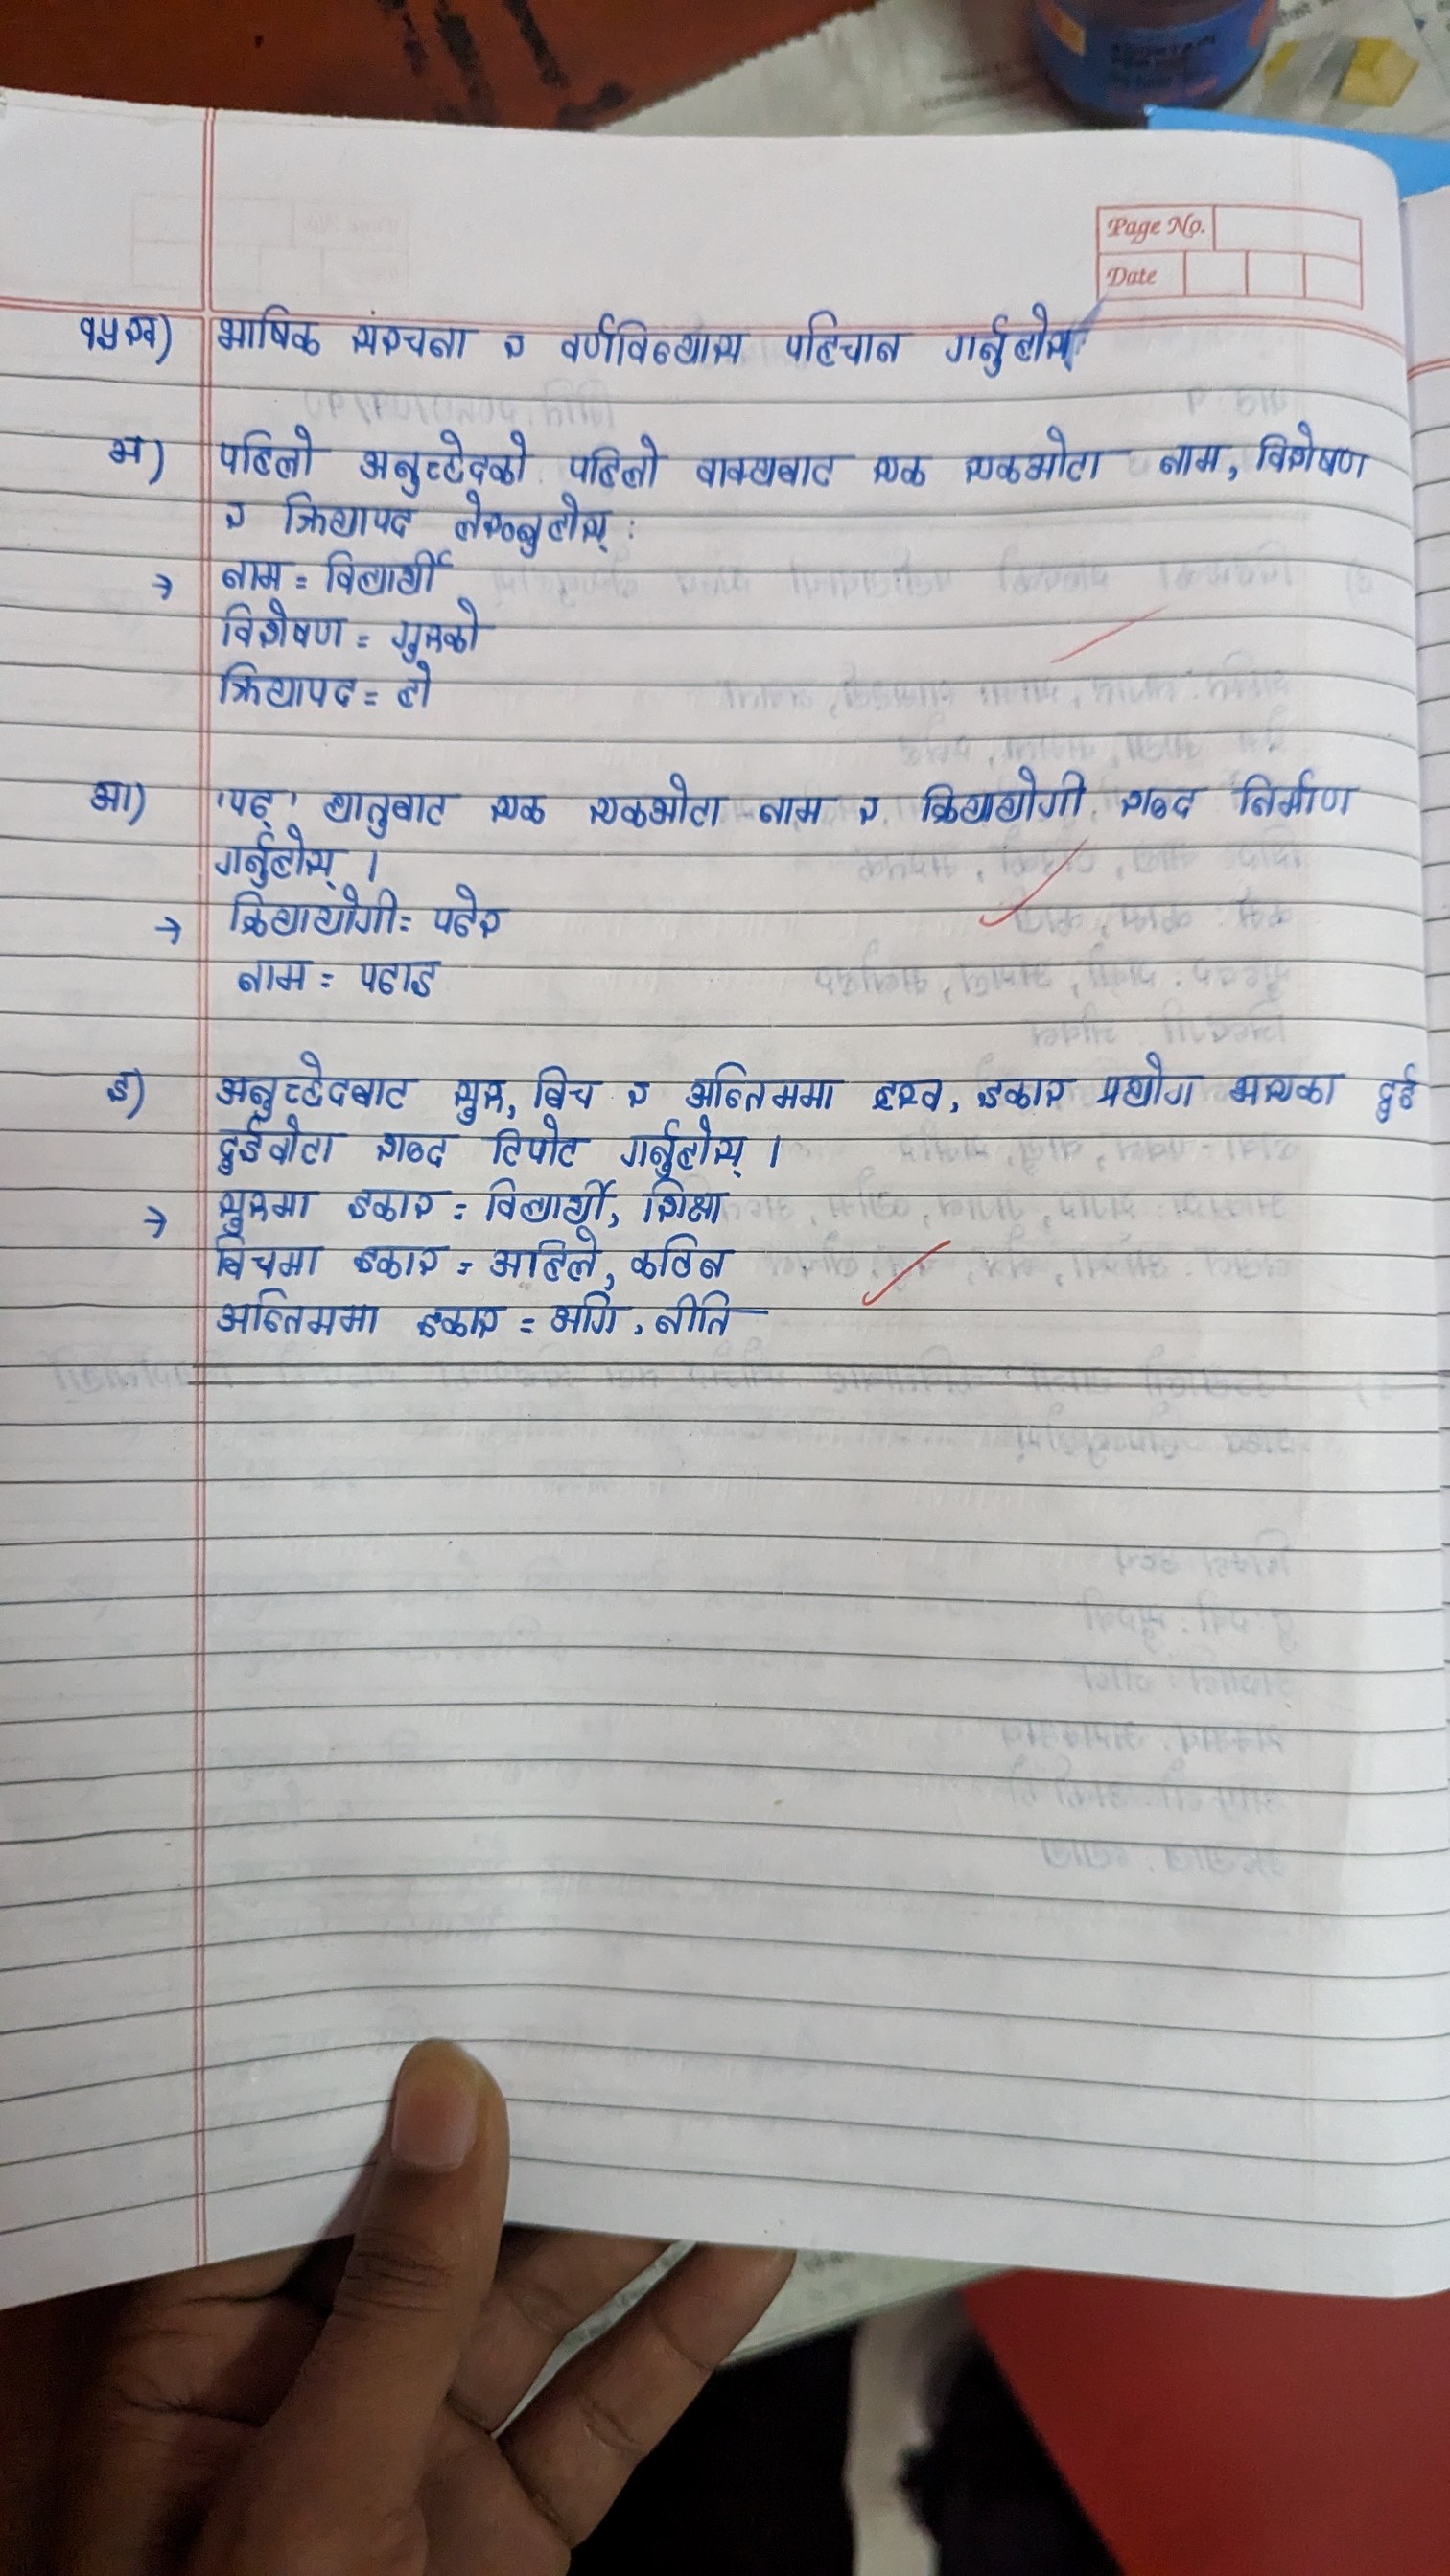 Page No.
Date
१५ख) भाषिक संरचना र वर्णविन्यास पहिचान गर्नुहोस्
अ) पहिलो अनुच्छेदको पहिलो वाक्यबाट एक एकओटा नाम, विशेषण
र क्रियापद लेख्नुहोस् :
→ नाम = विद्यार्थी
विशेषण = गुरुको
क्रियापद = हो
आ) 'पढ्' धातुबाट एक एकओटा नाम र क्रियायोगी शब्द निर्माण
गर्नुहोस् ।
→ क्रियायोगी = पढेर
नाम = पढाइ
इ) अनुच्छेदबाट सुरु, बिच र अन्तिममा ह्रस्व, इकार प्रयोग भएका दुई
दुईवोटा शब्द टिपोट गर्नुहोस् ।
→ सुरुमा इकार = विद्यार्थी, शिक्षा
बिचमा इकार = अहिले, कठिन
अन्तिममा इकार = अगि, नीति